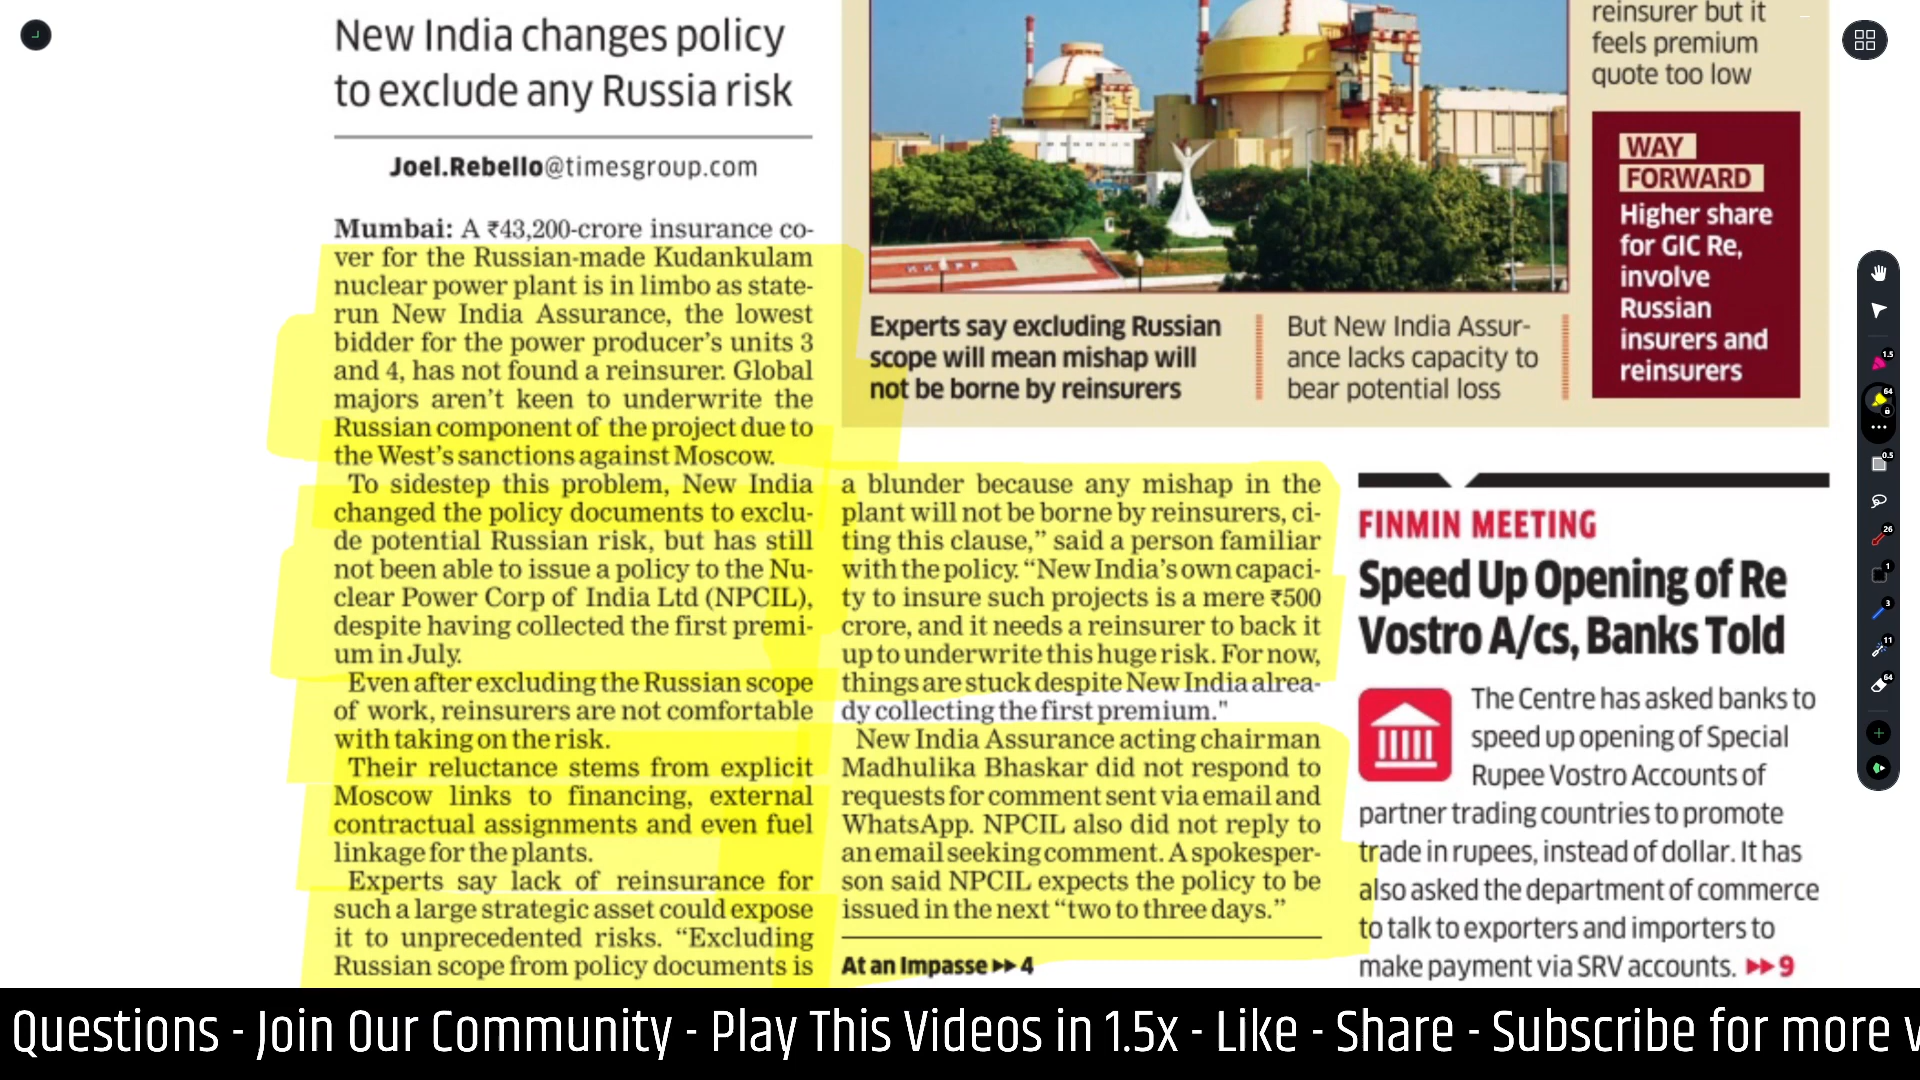 New India changes policy
to exclude any Russia risk
Joel.Rebello@timesgroup.com
Mumbai: A ₹43,200-crore insurance co-
ver for the Russian-made Kudankulam
nuclear power plant is in limbo as state-
run New India Assurance, the lowest
bidder for the power producer's units 3
and 4, has not found a reinsurer. Global
majors aren't keen to underwrite the
Russian component of the project due to
the West's sanctions against Moscow.
To sidestep this problem, New India
changed the policy documents to exclu-
de potential Russian risk, but has still
not been able to issue a policy to the Nu-
clear Power Corp of India Ltd (NPCIL),
despite having collected the first premi-
um in July.
Even after excluding the Russian scope
of work, reinsurers are not comfortable
with taking on the risk.
Their reluctance stems from explicit
Moscow links to financing, external
contractual assignments and even fuel
linkage for the plants.
Experts say lack of reinsurance for
such a large strategic asset could expose
it to unprecedented risks. “Excluding
Russian scope from policy documents is
a blunder because any mishap in the
plant will not be borne by reinsurers, ci-
ting this clause,” said a person familiar
with the policy. “New India's own capaci-
ty to insure such projects is a mere ₹500
crore, and it needs a reinsurer to back it
up to underwrite this huge risk. For now,
things are stuck despite New India alrea-
dy collecting the first premium."
New India Assurance acting chairman
Madhulika Bhaskar did not respond to
requests for comment sent via email and
WhatsApp. NPCIL also did not reply to
an email seeking comment. A spokesper-
son said NPCIL expects the policy to be
issued in the next “two to three days.”
At an Impasse ▸▸ 4
Experts say excluding Russian
scope will mean mishap will
not be borne by reinsurers
But New India Assur-
ance lacks capacity to
bear potential loss
reinsurer but it
feels premium
quote too low
WAY
FORWARD
Higher share
for GIC Re,
involve
Russian
insurers and
reinsurers
FINMIN MEETING
Speed Up Opening of Re
Vostro A/cs, Banks Told
The Centre has asked banks to
speed up opening of Special
Rupee Vostro Accounts of
partner trading countries to promote
trade in rupees, instead of dollar. It has
also asked the department of commerce
to talk to exporters and importers to
make payment via SRV accounts. ▸▸ 9
1.5
64
0.5
26
1
3
11
64
Questions - Join Our Community - Play This Videos in 1.5x - Like - Share - Subscribe for more